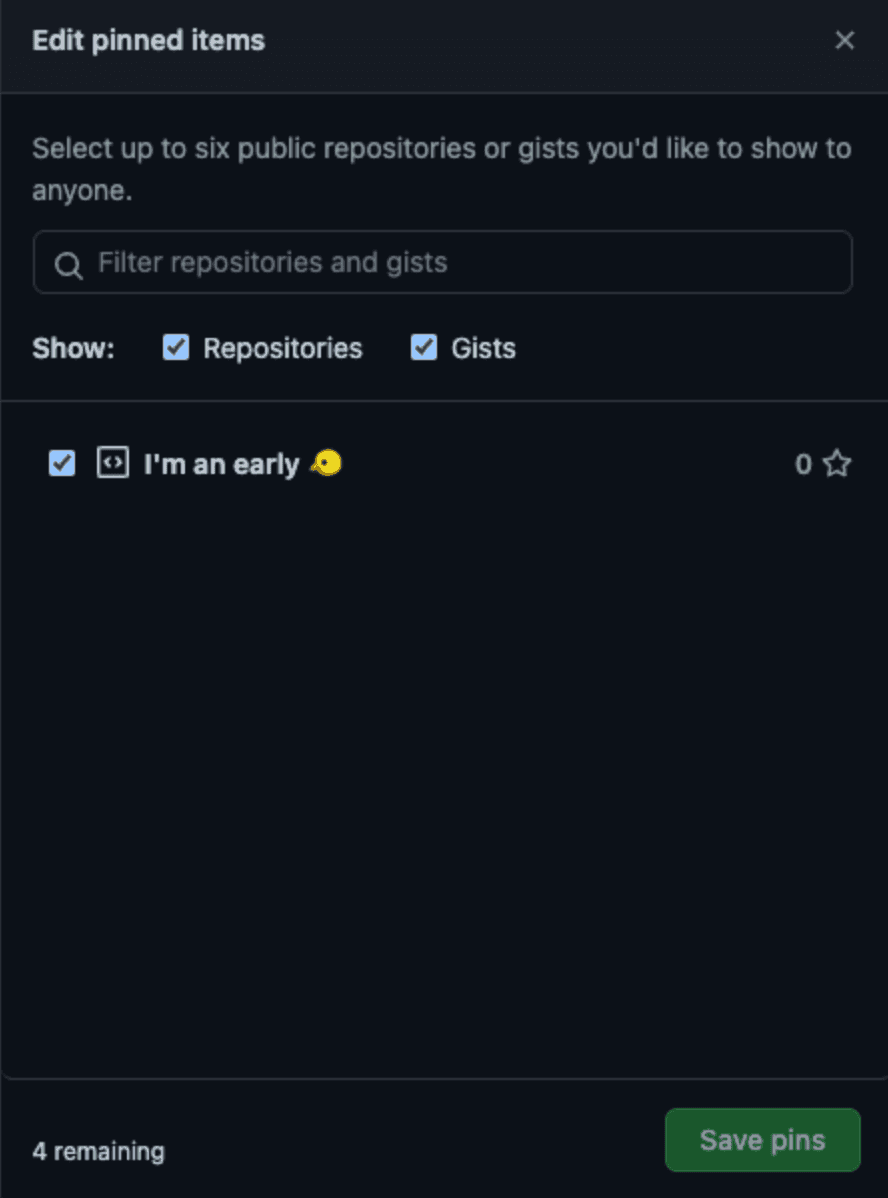 Edit pinned items
Select up to six public repositories or gists you'd like to show to
anyone.
Filter repositories and gists
Show: Repositories Gists
I'm an early 🐤 0
4 remaining
Save pins